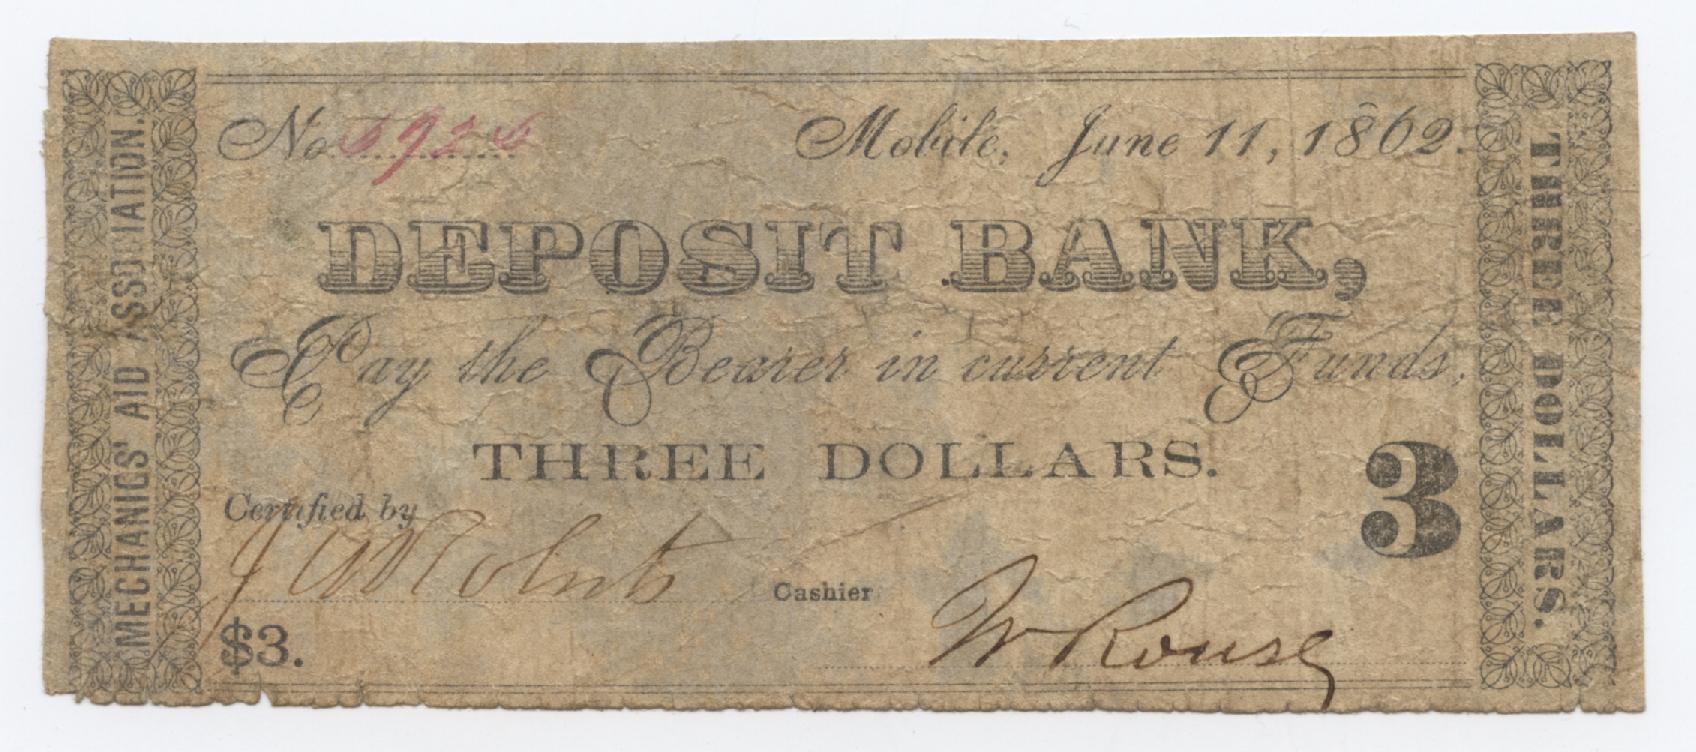 MECHANICS' AID ASSOCIATION.
No
Mobile, June 11, 1862.
DEPOSIT BANK,
Pay the Bearer in current Funds,
THREE DOLLARS.
3
Certified by
Cashier
W Rouse
$3.
THREE DOLLARS.